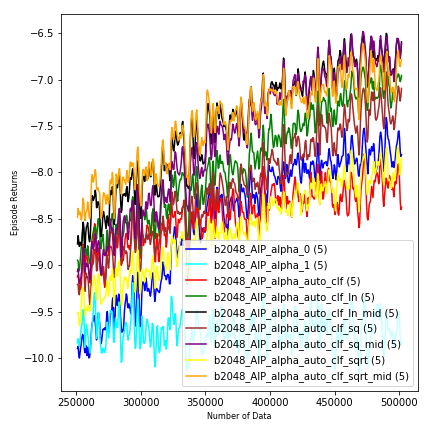 −6.5
−7.0
−7.5
−8.0
−8.5
−9.0
−9.5
−10.0
Episode Returns
b2048_AIP_alpha_0 (5)
b2048_AIP_alpha_1 (5)
b2048_AIP_alpha_auto_clf (5)
b2048_AIP_alpha_auto_clf_ln (5)
b2048_AIP_alpha_auto_clf_ln_mid (5)
b2048_AIP_alpha_auto_clf_sq (5)
b2048_AIP_alpha_auto_clf_sq_mid (5)
b2048_AIP_alpha_auto_clf_sqrt (5)
b2048_AIP_alpha_auto_clf_sqrt_mid (5)
250000 300000 350000 400000 450000 500000
Number of Data